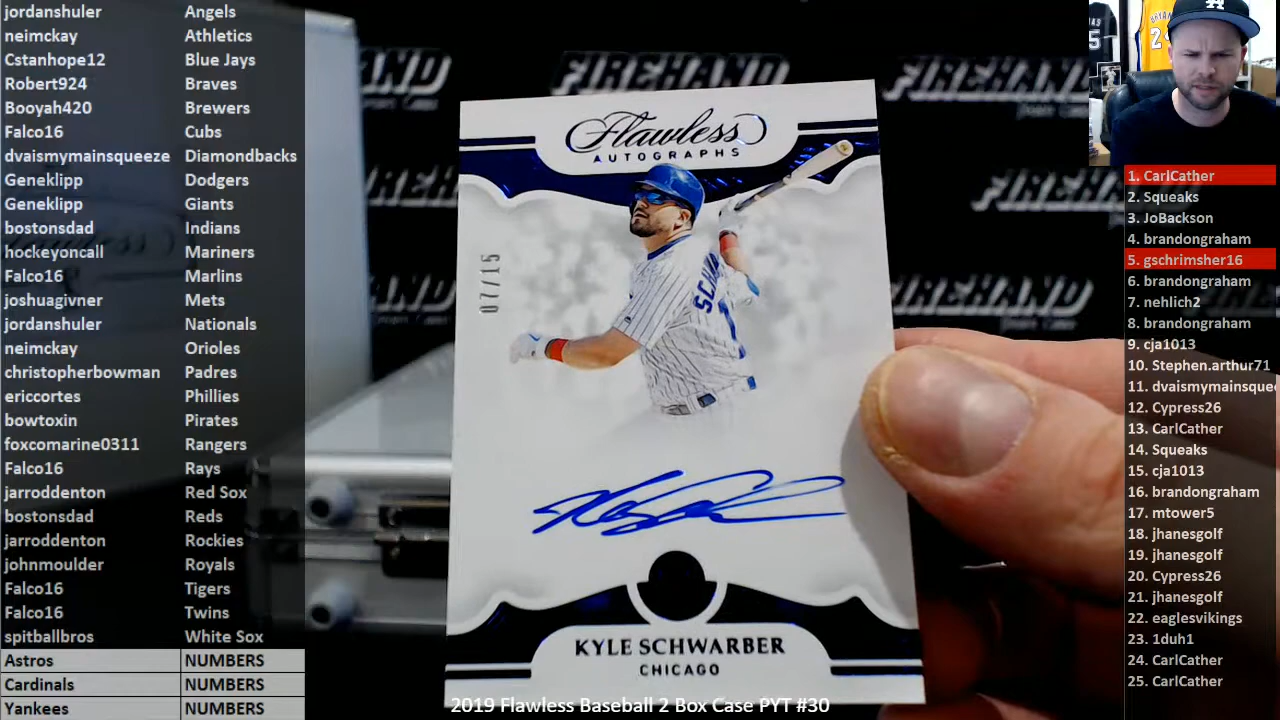 jordanshuler Angels
neimckay Athletics
Cstanhope12 Blue Jays
Robert924 Braves
Booyah420 Brewers
Falco16 Cubs
dvaismymainsqueeze Diamondbacks
Geneklipp Dodgers
Geneklipp Giants
bostonsdad Indians
hockeyoncall Mariners
Falco16 Marlins
joshuagivner Mets
jordanshuler Nationals
neimckay Orioles
christopherbowman Padres
ericcortes Phillies
bowtoxin Pirates
foxcomarine0311 Rangers
Falco16 Rays
jarroddenton Red Sox
bostonsdad Reds
jarroddenton Rockies
johnmoulder Royals
Falco16 Tigers
Falco16 Twins
spitballbros White Sox
Astros NUMBERS
Cardinals NUMBERS
Yankees NUMBERS
FIREHAND
FIREHAND
Flawless
AUTOGRAPHS
07/15
KYLE SCHWARBER
CHICAGO
2019 Flawless Baseball 2 Box Case PYT #30
1. CarlCather
2. Squeaks
3. JoBackson
4. brandongraham
5. gschrimsher16
6. brandongraham
7. nehlich2
8. brandongraham
9. cja1013
10. Stephen.arthur71
11. dvaismymainsquee
12. Cypress26
13. CarlCather
14. Squeaks
15. cja1013
16. brandongraham
17. mtower5
18. jhanesgolf
19. jhanesgolf
20. Cypress26
21. jhanesgolf
22. eaglesvikings
23. 1duh1
24. CarlCather
25. CarlCather